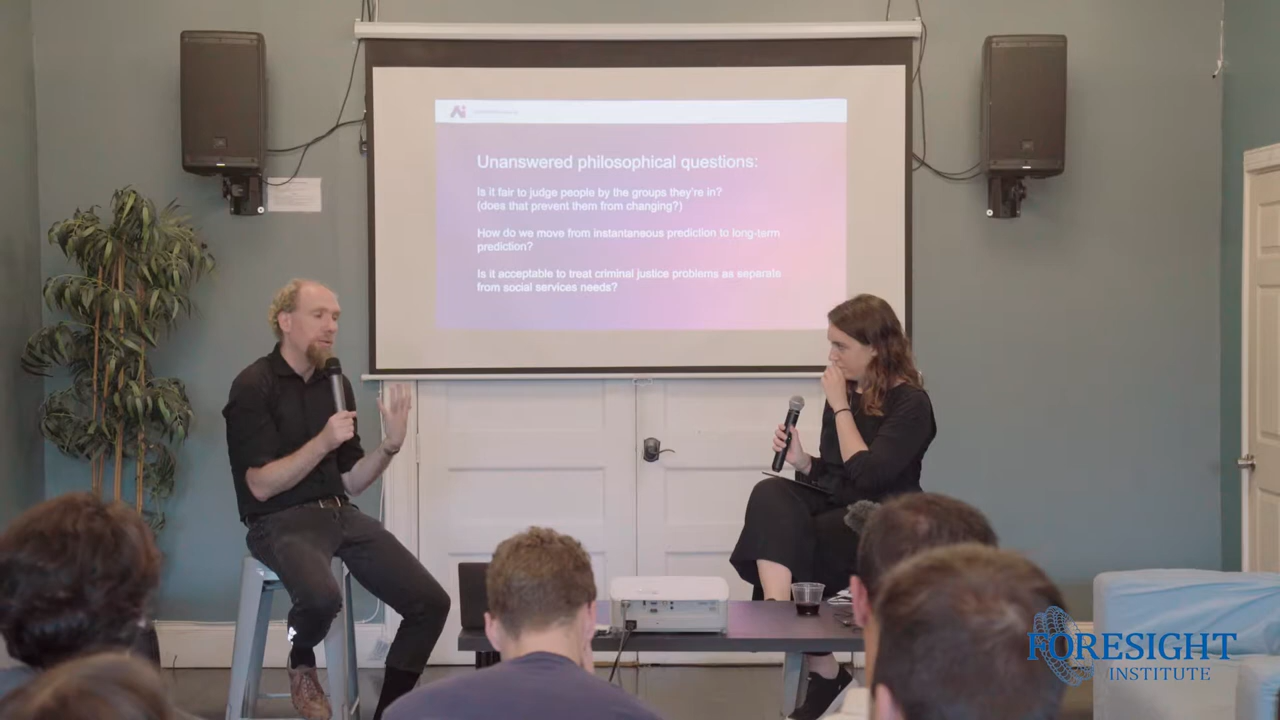 Unanswered philosophical questions:
Is it fair to judge people by the groups they're in?
(does that prevent them from changing?)
How do we move from instantaneous prediction to long-term
prediction?
Is it acceptable to treat criminal justice problems as separate
from social services needs?
FORESIGHT
INSTITUTE